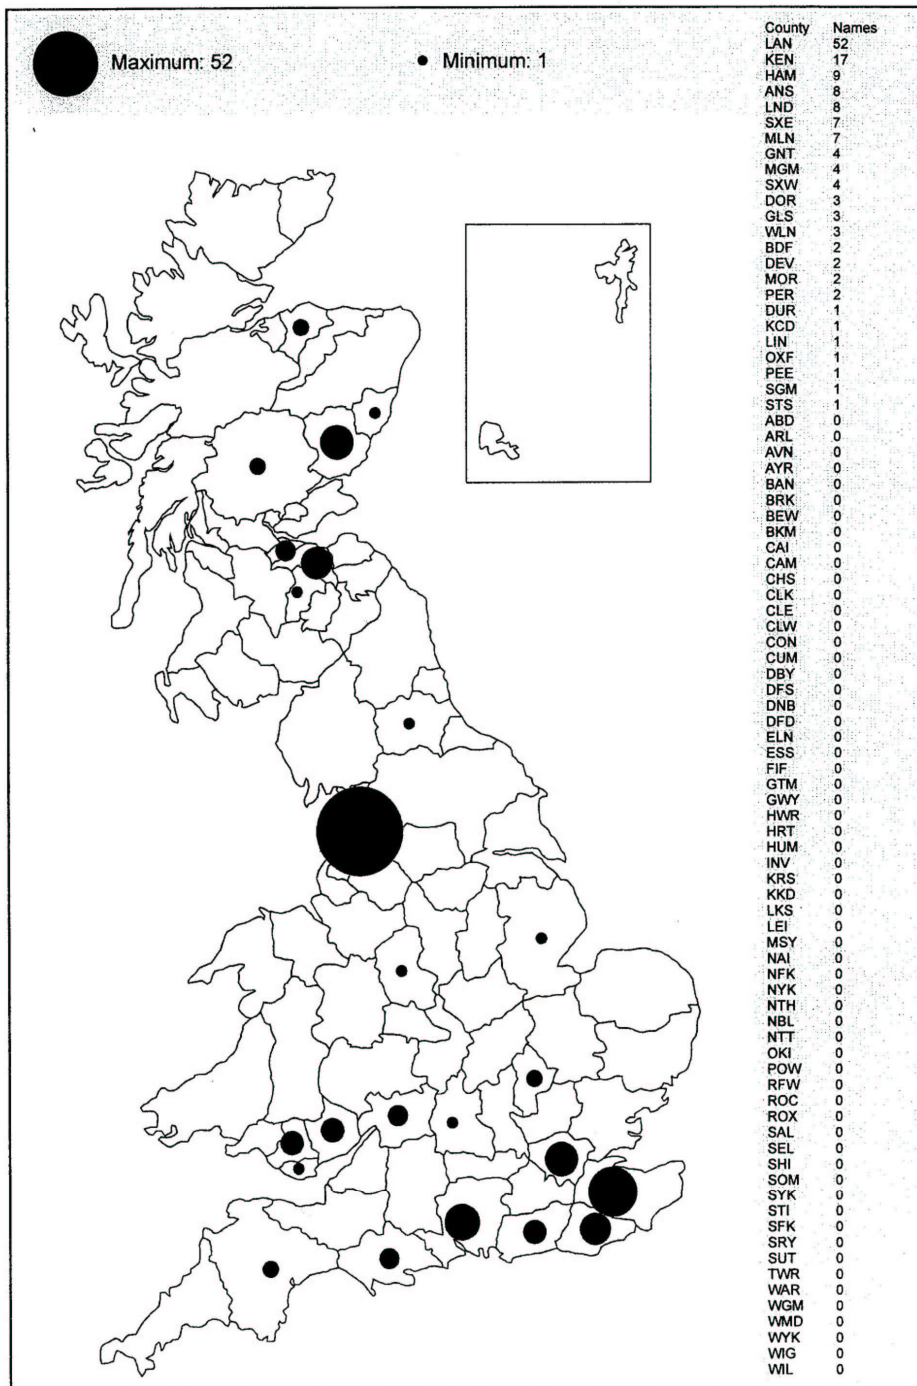 Maximum: 52
Minimum: 1
County Names
LAN 52
KEN 17
HAM 9
ANS 8
LND 8
SXE 7
MLN 7
GNT 4
MGM 4
SXW 4
DOR 3
GLS 3
WLN 3
BDF 2
DEV 2
MOR 2
PER 2
DUR 1
KCD 1
LIN 1
OXF 1
PEE 1
SGM 1
STS 1
ABD 0
ARL 0
AVN 0
AYR 0
BAN 0
BRK 0
BEW 0
BKM 0
CAI 0
CAM 0
CHS 0
CLK 0
CLE 0
CLW 0
CON 0
CUM 0
DBY 0
DFS 0
DNB 0
DFD 0
ELN 0
ESS 0
FIF 0
GTM 0
GWY 0
HWR 0
HRT 0
HUM 0
INV 0
KRS 0
KKD 0
LKS 0
LEI 0
MSY 0
NAI 0
NFK 0
NYK 0
NTH 0
NBL 0
NTT 0
OKI 0
POW 0
RFW 0
ROC 0
ROX 0
SAL 0
SEL 0
SHI 0
SOM 0
SYK 0
STI 0
SFK 0
SRY 0
SUT 0
TWR 0
WAR 0
WGM 0
WMD 0
WYK 0
WIG 0
WIL 0